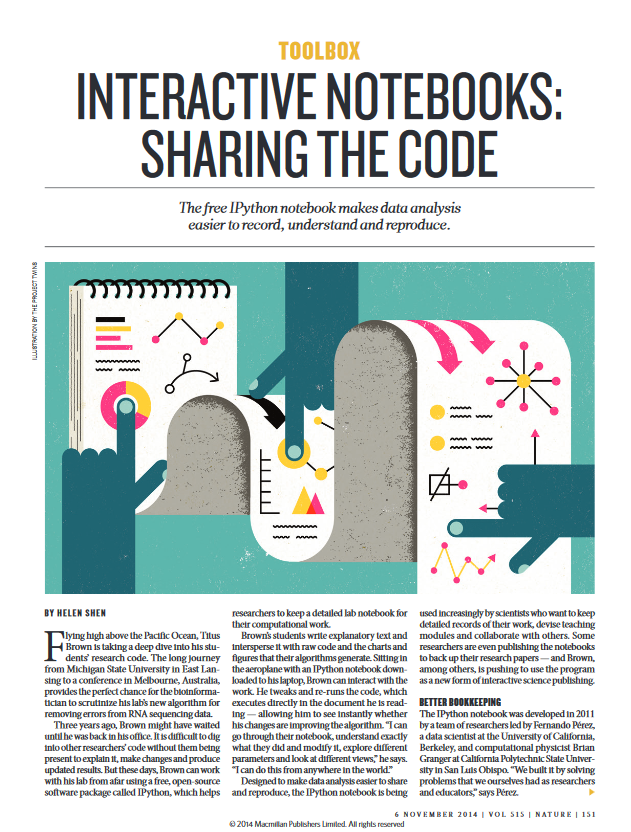 TOOLBOX
INTERACTIVE NOTEBOOKS:
SHARING THE CODE
The free IPython notebook makes data analysis
easier to record, understand and reproduce.
ILLUSTRATION BY THE PROJECT TWINS
BY HELEN SHEN
Flying high above the Pacific Ocean, Titus
Brown is taking a deep dive into his stu-
dents' research code. The long journey
from Michigan State University in East Lan-
sing to a conference in Melbourne, Australia,
provides the perfect chance for the bioinforma-
tician to scrutinize his lab's new algorithm for
removing errors from RNA sequencing data.
Three years ago, Brown might have waited
until he was back in his office. It is difficult to dig
into other researchers' code without them being
present to explain it, make changes and produce
updated results. But these days, Brown can work
with his lab from afar using a free, open-source
software package called IPython, which helps
researchers to keep a detailed lab notebook for
their computational work.
Brown's students write explanatory text and
intersperse it with raw code and the charts and
figures that their algorithms generate. Sitting in
the aeroplane with an IPython notebook down-
loaded to his laptop, Brown can interact with the
work. He tweaks and re-runs the code, which
executes directly in the document he is read-
ing — allowing him to see instantly whether
his changes are improving the algorithm. "I can
go through their notebook, understand exactly
what they did and modify it, explore different
parameters and look at different views," he says.
"I can do this from anywhere in the world."
Designed to make data analysis easier to share
and reproduce, the IPython notebook is being
used increasingly by scientists who want to keep
detailed records of their work, devise teaching
modules and collaborate with others. Some
researchers are even publishing the notebooks
to back up their research papers — and Brown,
among others, is pushing to use the program
as a new form of interactive science publishing.
BETTER BOOKKEEPING
The IPython notebook was developed in 2011
by a team of researchers led by Fernando Pérez,
a data scientist at the University of California,
Berkeley, and computational physicist Brian
Granger at California Polytechnic State Univer-
sity in San Luis Obispo. "We built it by solving
problems that we ourselves had as researchers
and educators," says Pérez.
6 NOVEMBER 2014 | VOL 515 | NATURE | 151
© 2014 Macmillan Publishers Limited. All rights reserved